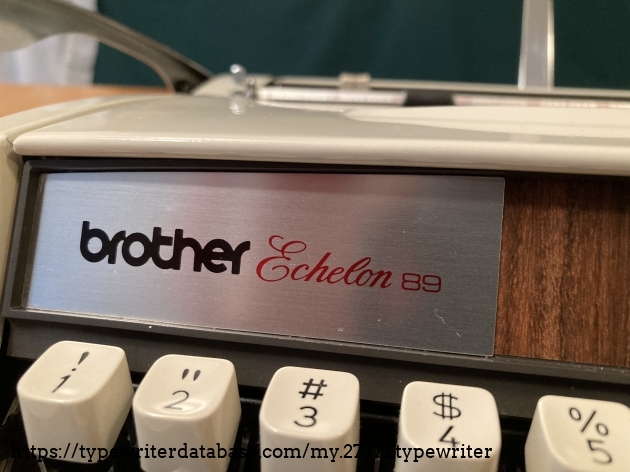 brother Echelon 89
! " # $ %
1 2 3 4 5